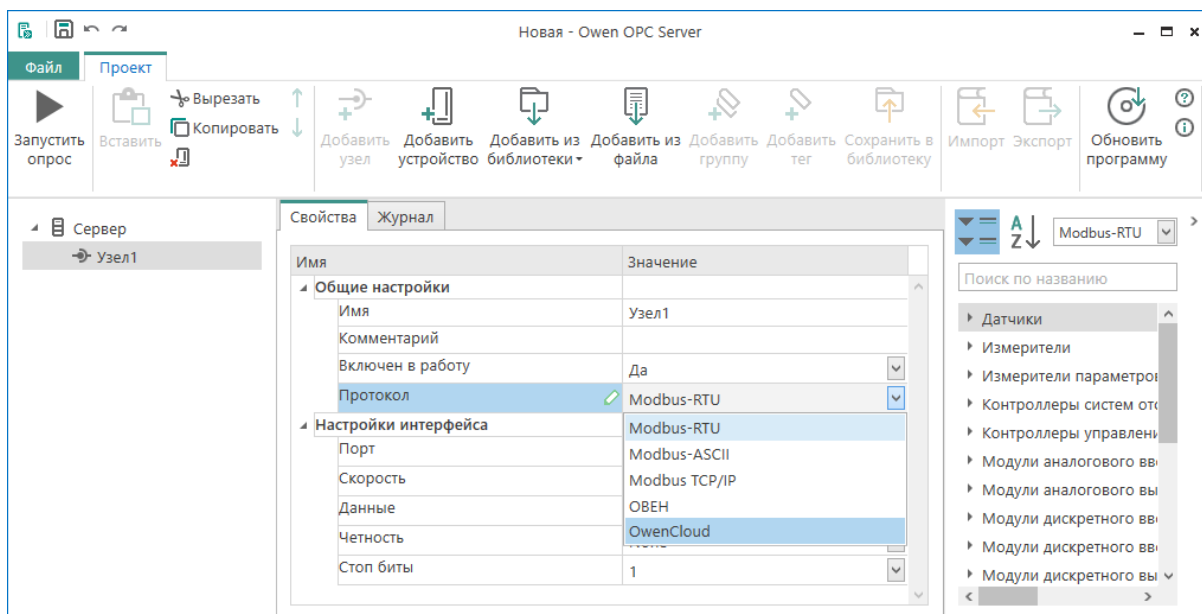 Новая - Owen OPC Server
Файл Проект
Запустить опрос
Вставить
Вырезать
Копировать
Добавить узел
Добавить устройство
Добавить из библиотеки
Добавить из файла
Добавить группу
Добавить тег
Сохранить в библиотеку
Импорт
Экспорт
Обновить программу
Сервер
Узел1
Свойства Журнал
Имя Значение
Общие настройки
Имя Узел1
Комментарий
Включен в работу Да
Протокол Modbus-RTU
Настройки интерфейса
Порт
Скорость
Данные
Четность
Стоп биты 1
Modbus-RTU
Modbus-ASCII
Modbus TCP/IP
ОВЕН
OwenCloud
A
Z
Modbus-RTU
Поиск по названию
Датчики
Измерители
Измерители параметров
Контроллеры систем ото
Контроллеры управлени
Модули аналогового вв
Модули аналогового вы
Модули дискретного вв
Модули дискретного вв
Модули дискретного вы